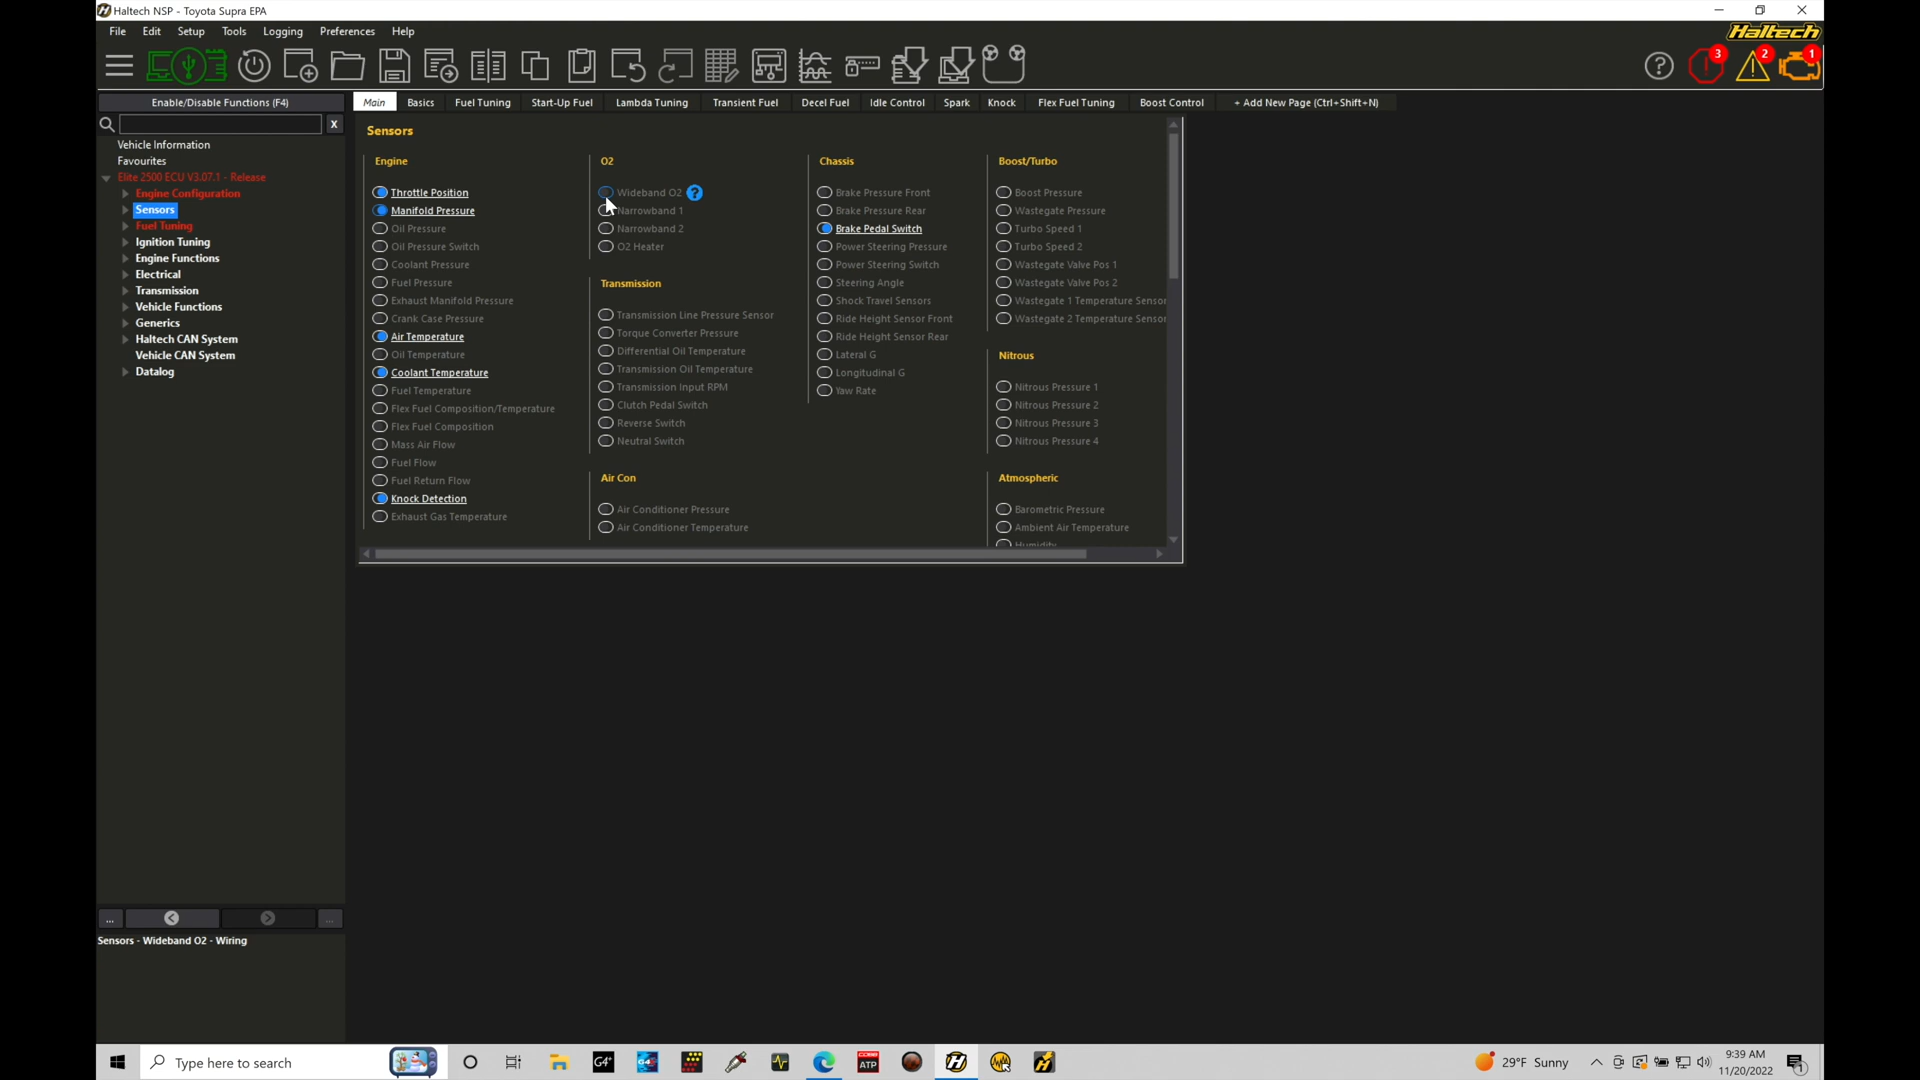 Haltech NSP - Toyota Supra EPA
File Edit Setup Tools Logging Preferences Help
Haltech
3 2 1
Enable/Disable Functions (F4)
Main Basics Fuel Tuning Start-Up Fuel Lambda Tuning Transient Fuel Decel Fuel Idle Control Spark Knock Flex Fuel Tuning Boost Control + Add New Page (Ctrl+Shift+N)
X
Vehicle Information
Favourites
Elite 2500 ECU V3.07.1 - Release
Engine Configuration
Sensors
Fuel Tuning
Ignition Tuning
Engine Functions
Electrical
Transmission
Vehicle Functions
Generics
Haltech CAN System
Vehicle CAN System
Datalog
... ...
Sensors - Wideband O2 - Wiring
Sensors
Engine
Throttle Position
Manifold Pressure
Oil Pressure
Oil Pressure Switch
Coolant Pressure
Fuel Pressure
Exhaust Manifold Pressure
Crank Case Pressure
Air Temperature
Oil Temperature
Coolant Temperature
Fuel Temperature
Flex Fuel Composition/Temperature
Flex Fuel Composition
Mass Air Flow
Fuel Flow
Fuel Return Flow
Knock Detection
Exhaust Gas Temperature
O2
Wideband O2 ?
Narrowband 1
Narrowband 2
O2 Heater
Transmission
Transmission Line Pressure Sensor
Torque Converter Pressure
Differential Oil Temperature
Transmission Oil Temperature
Transmission Input RPM
Clutch Pedal Switch
Reverse Switch
Neutral Switch
Air Con
Air Conditioner Pressure
Air Conditioner Temperature
Chassis
Brake Pressure Front
Brake Pressure Rear
Brake Pedal Switch
Power Steering Pressure
Power Steering Switch
Steering Angle
Shock Travel Sensors
Ride Height Sensor Front
Ride Height Sensor Rear
Lateral G
Longitudinal G
Yaw Rate
Boost/Turbo
Boost Pressure
Wastegate Pressure
Turbo Speed 1
Turbo Speed 2
Wastegate Valve Pos 1
Wastegate Valve Pos 2
Wastegate 1 Temperature Sensor
Wastegate 2 Temperature Sensor
Nitrous
Nitrous Pressure 1
Nitrous Pressure 2
Nitrous Pressure 3
Nitrous Pressure 4
Atmospheric
Barometric Pressure
Ambient Air Temperature
Humidity
Type here to search
G4+ G4X COBB ATP
29°F Sunny
9:39 AM
11/20/2022
1